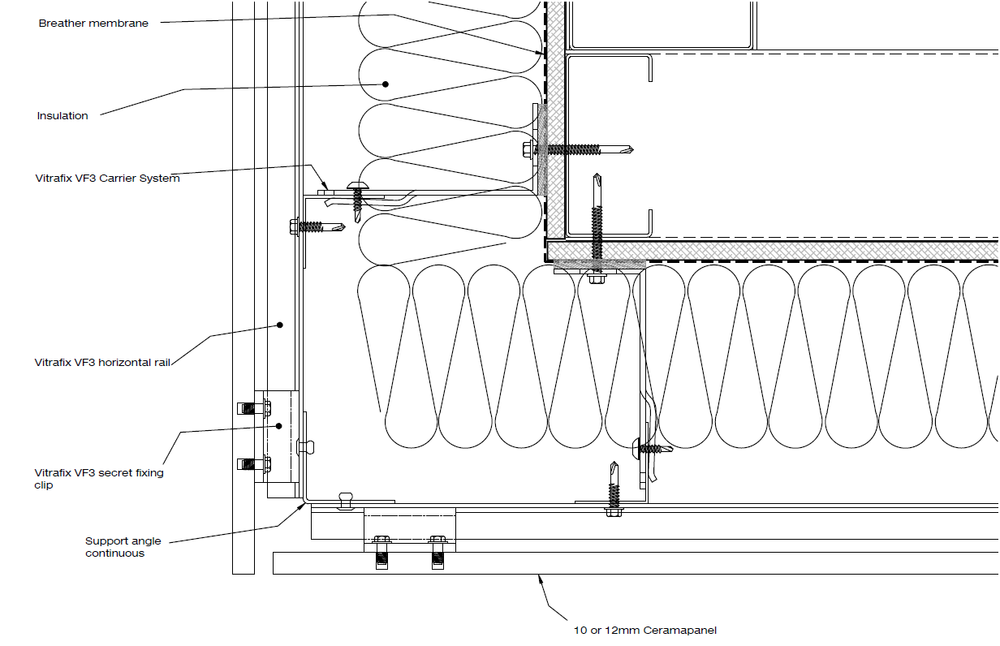 Breather membrane
Insulation
Vitrafix VF3 Carrier System
Vitrafix VF3 horizontal rail
Vitrafix VF3 secret fixing
clip
Support angle
continuous
10 or 12mm Ceramapanel